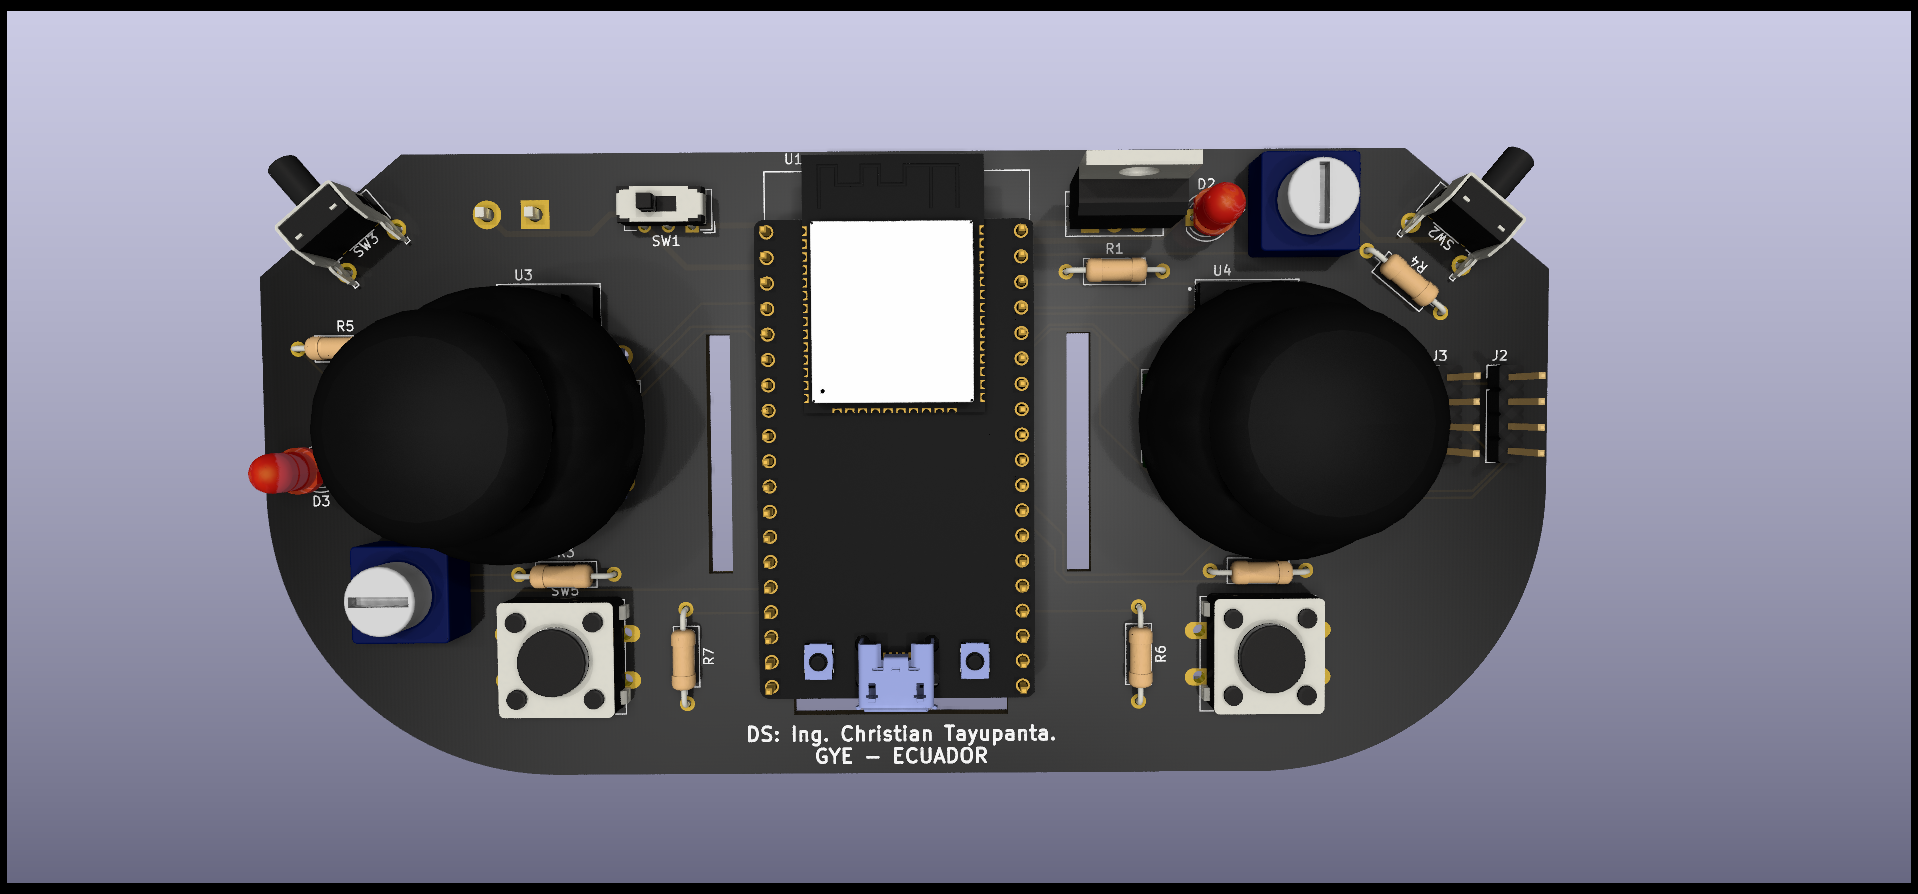 U1
D2
SW3
SW1
SW2
R1
R4
U3
U4
R5
J3
J2
D3
R3
SW5
R7
R6
DS: Ing. Christian Tayupanta.
GYE - ECUADOR